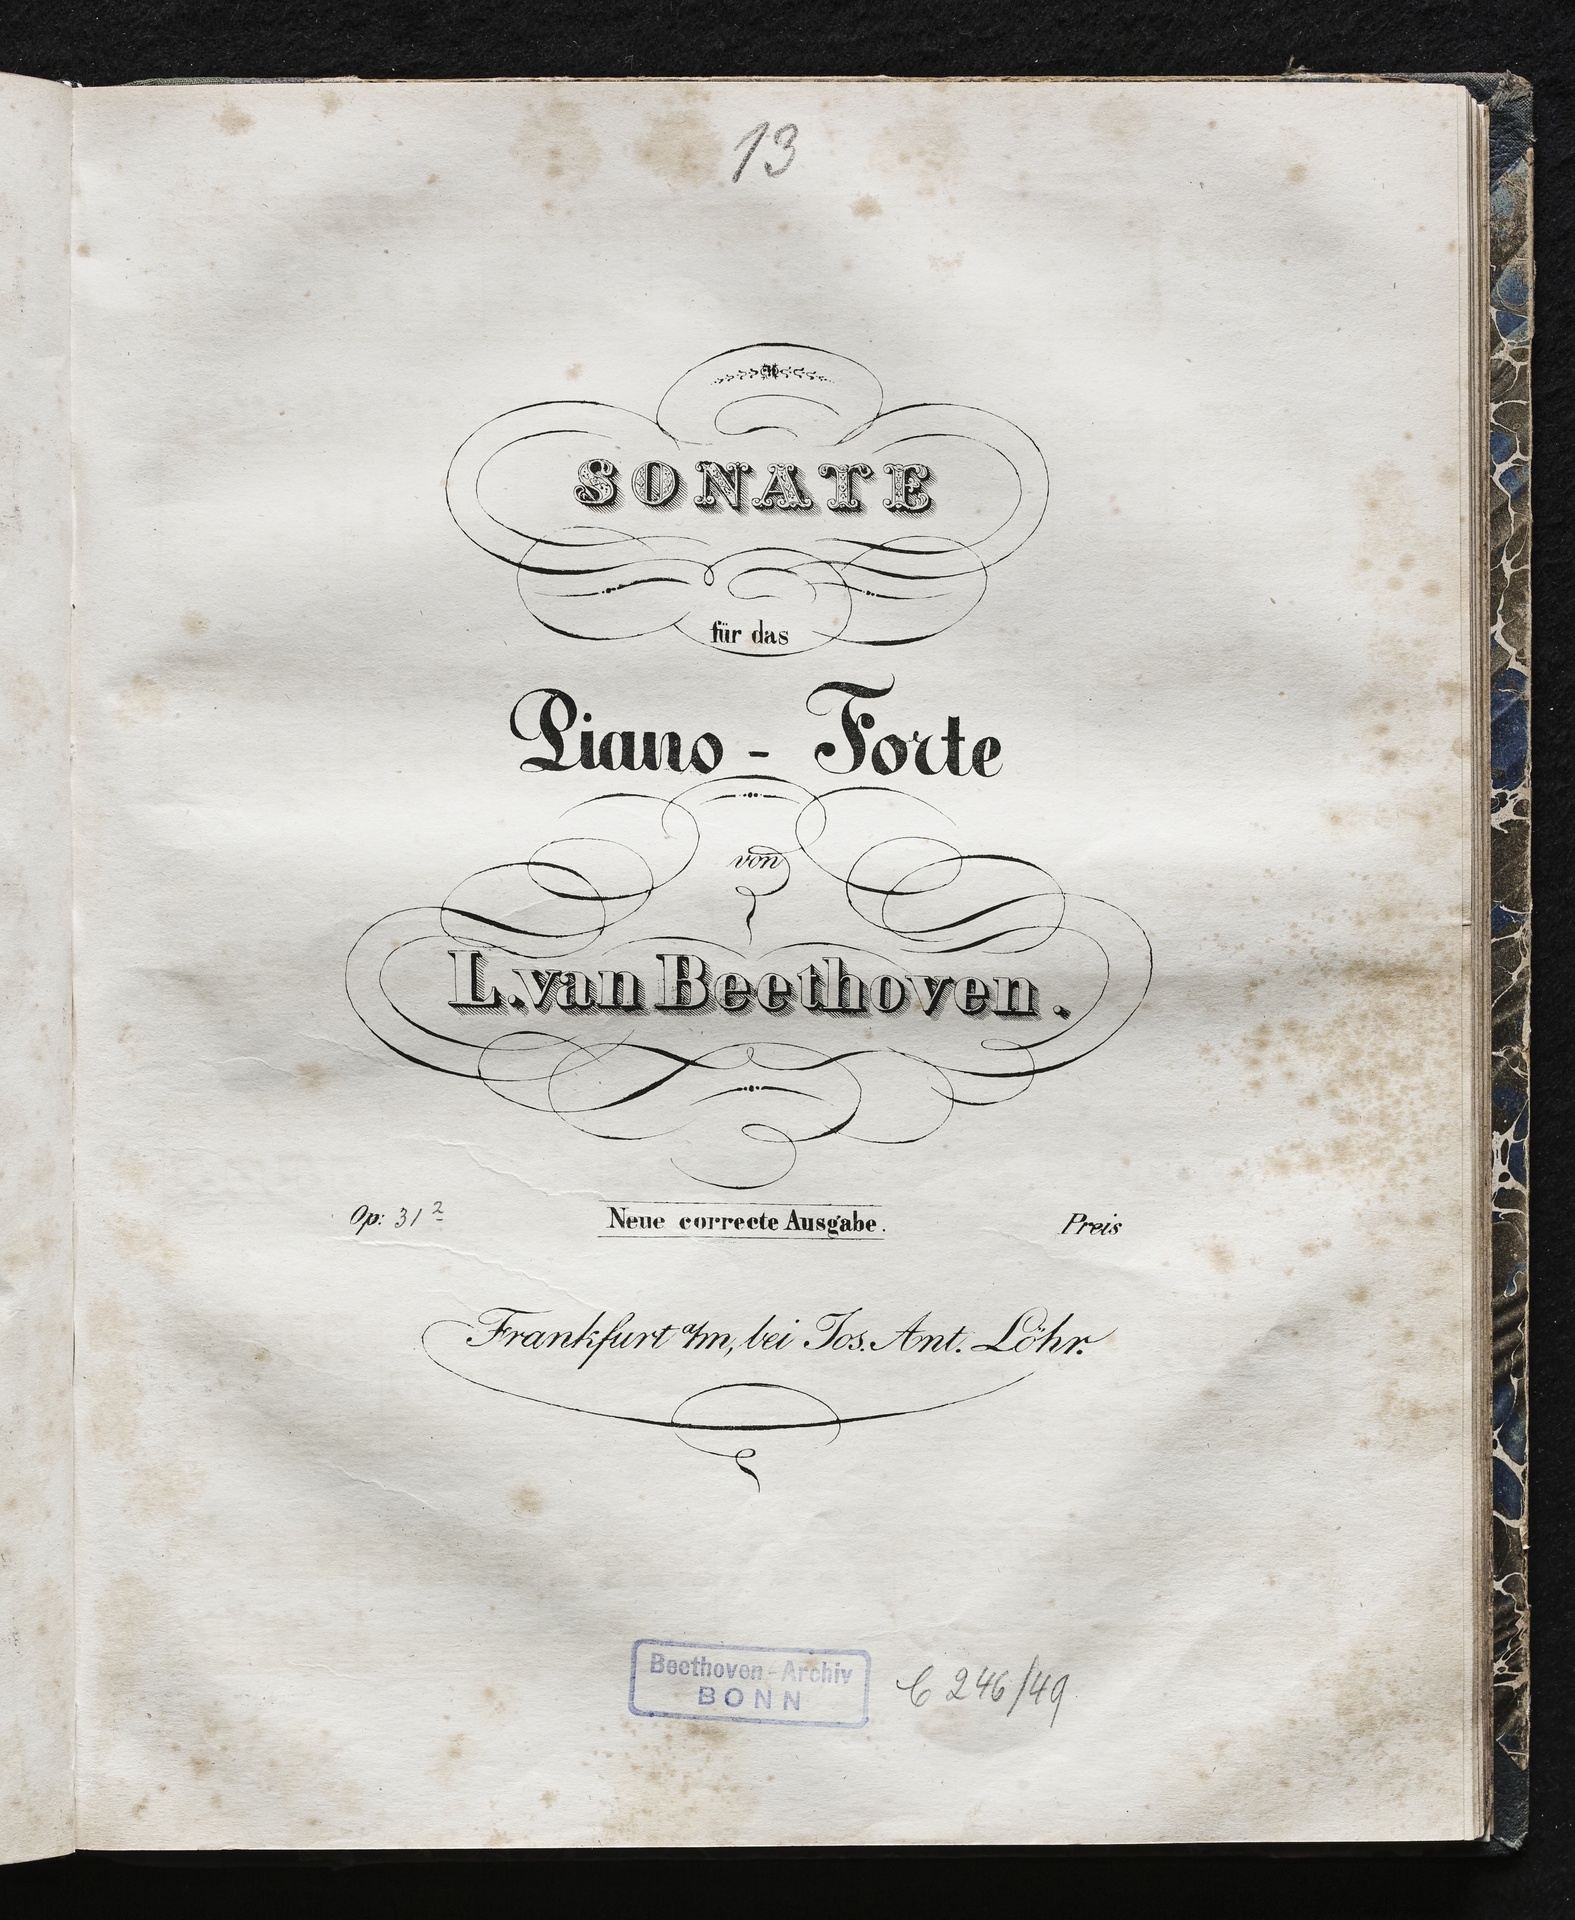 13
SONATE
für das
Piano - Forte
von
L. van Beethoven.
Op: 31 2
Neue correcte Ausgabe.
Preis
Frankfurt a/m, bei Jos. Ant. Löhr.
Beethoven-Archiv
BONN
C 246/49